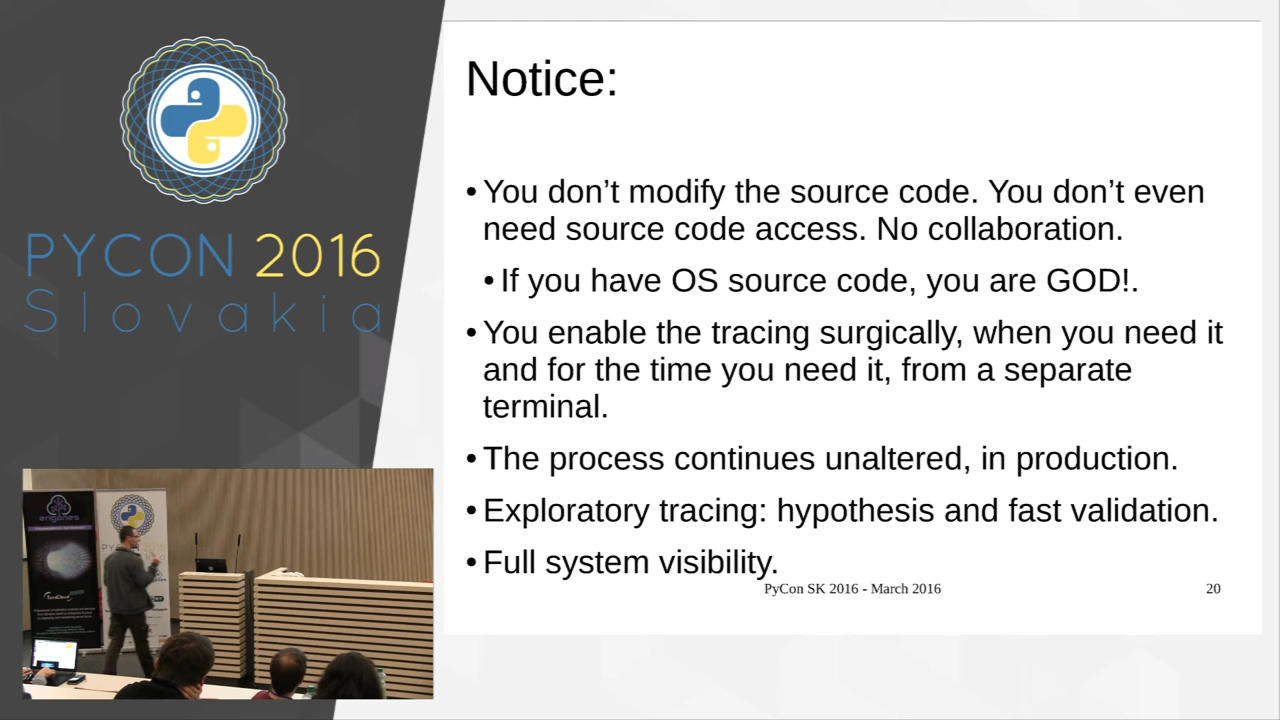 PYCON 2016
Slovakia
Notice:
• You don't modify the source code. You don't even
need source code access. No collaboration.
• If you have OS source code, you are GOD!.
• You enable the tracing surgically, when you need it
and for the time you need it, from a separate
terminal.
• The process continues unaltered, in production.
• Exploratory tracing: hypothesis and fast validation.
• Full system visibility.
PyCon SK 2016 - March 2016
20
erigones